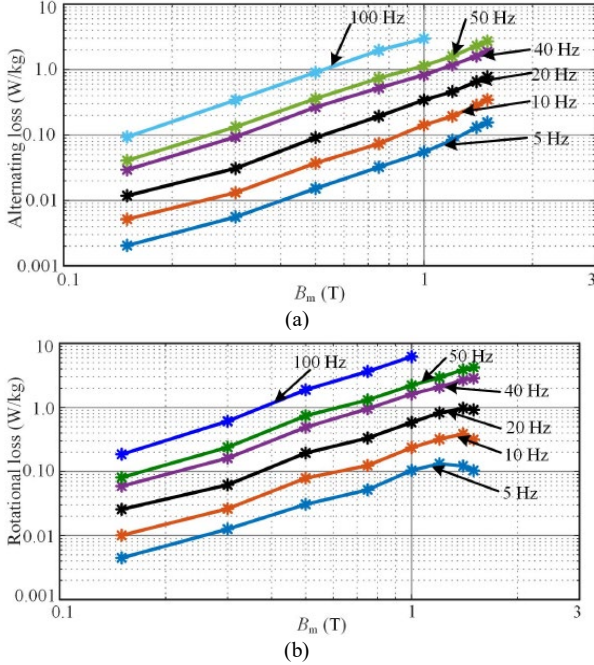 10
100 Hz
50 Hz
1.0
40 Hz
20 Hz
0.10
10 Hz
0.01
5 Hz
0.001
0.1
1
3
Alternating loss (W/kg)
Bm (T)
(a)
10
100 Hz
50 Hz
1.0
40 Hz
20 Hz
0.10
10 Hz
5 Hz
0.01
0.001
0.1
1
3
Rotational loss (W/kg)
Bm (T)
(b)